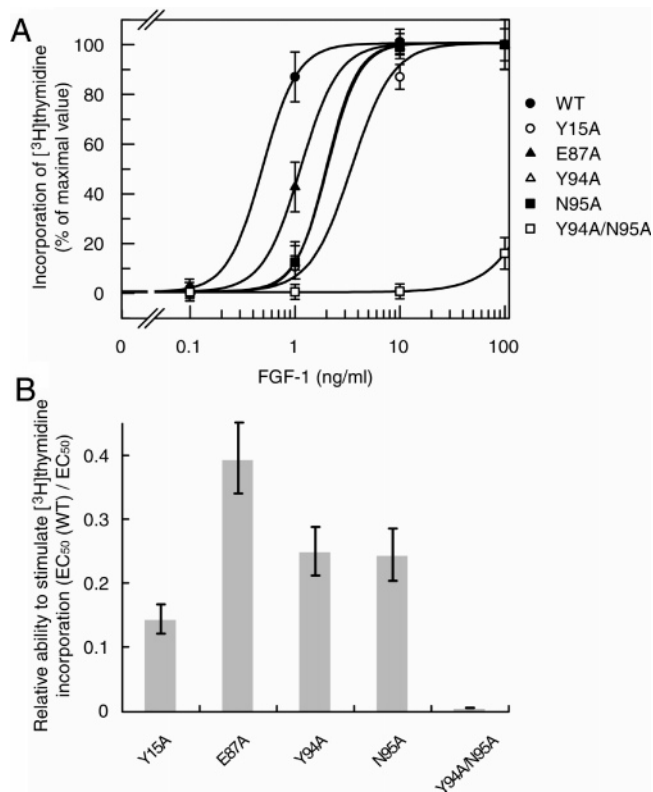 A
Incorporation of [³H]thymidine
(% of maximal value)
100
80
60
40
20
0
0
0.1
1
10
100
FGF-1 (ng/ml)
WT
Y15A
E87A
Y94A
N95A
Y94A/N95A
B
Relative ability to stimulate [³H]thymidine
incorporation (EC₅₀ (WT) / EC₅₀)
0.4
0.3
0.2
0.1
0
Y15A
E87A
Y94A
N95A
Y94A/N95A